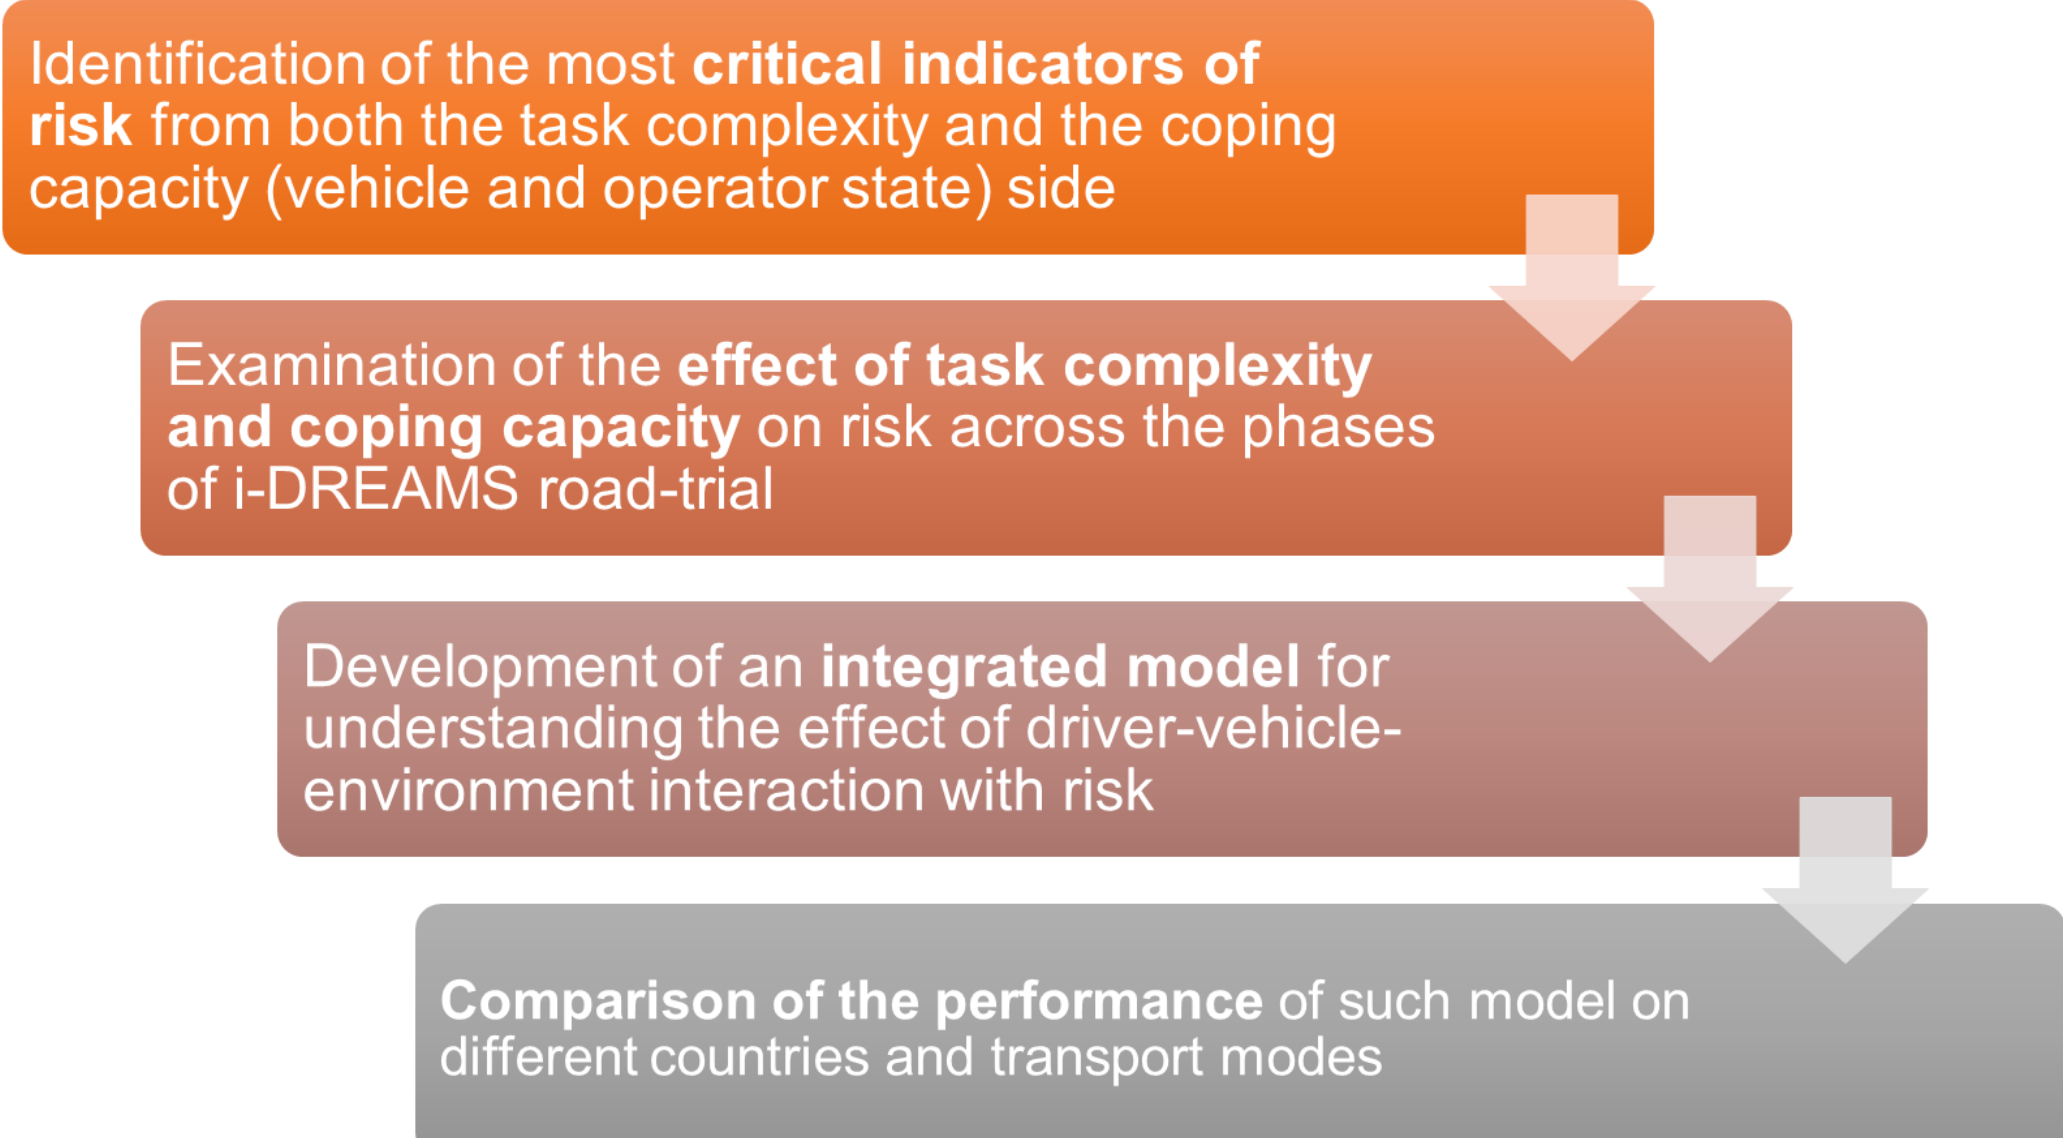 Identification of the most critical indicators of
risk from both the task complexity and the coping
capacity (vehicle and operator state) side
Examination of the effect of task complexity
and coping capacity on risk across the phases
of i-DREAMS road-trial
Development of an integrated model for
understanding the effect of driver-vehicle-
environment interaction with risk
Comparison of the performance of such model on
different countries and transport modes